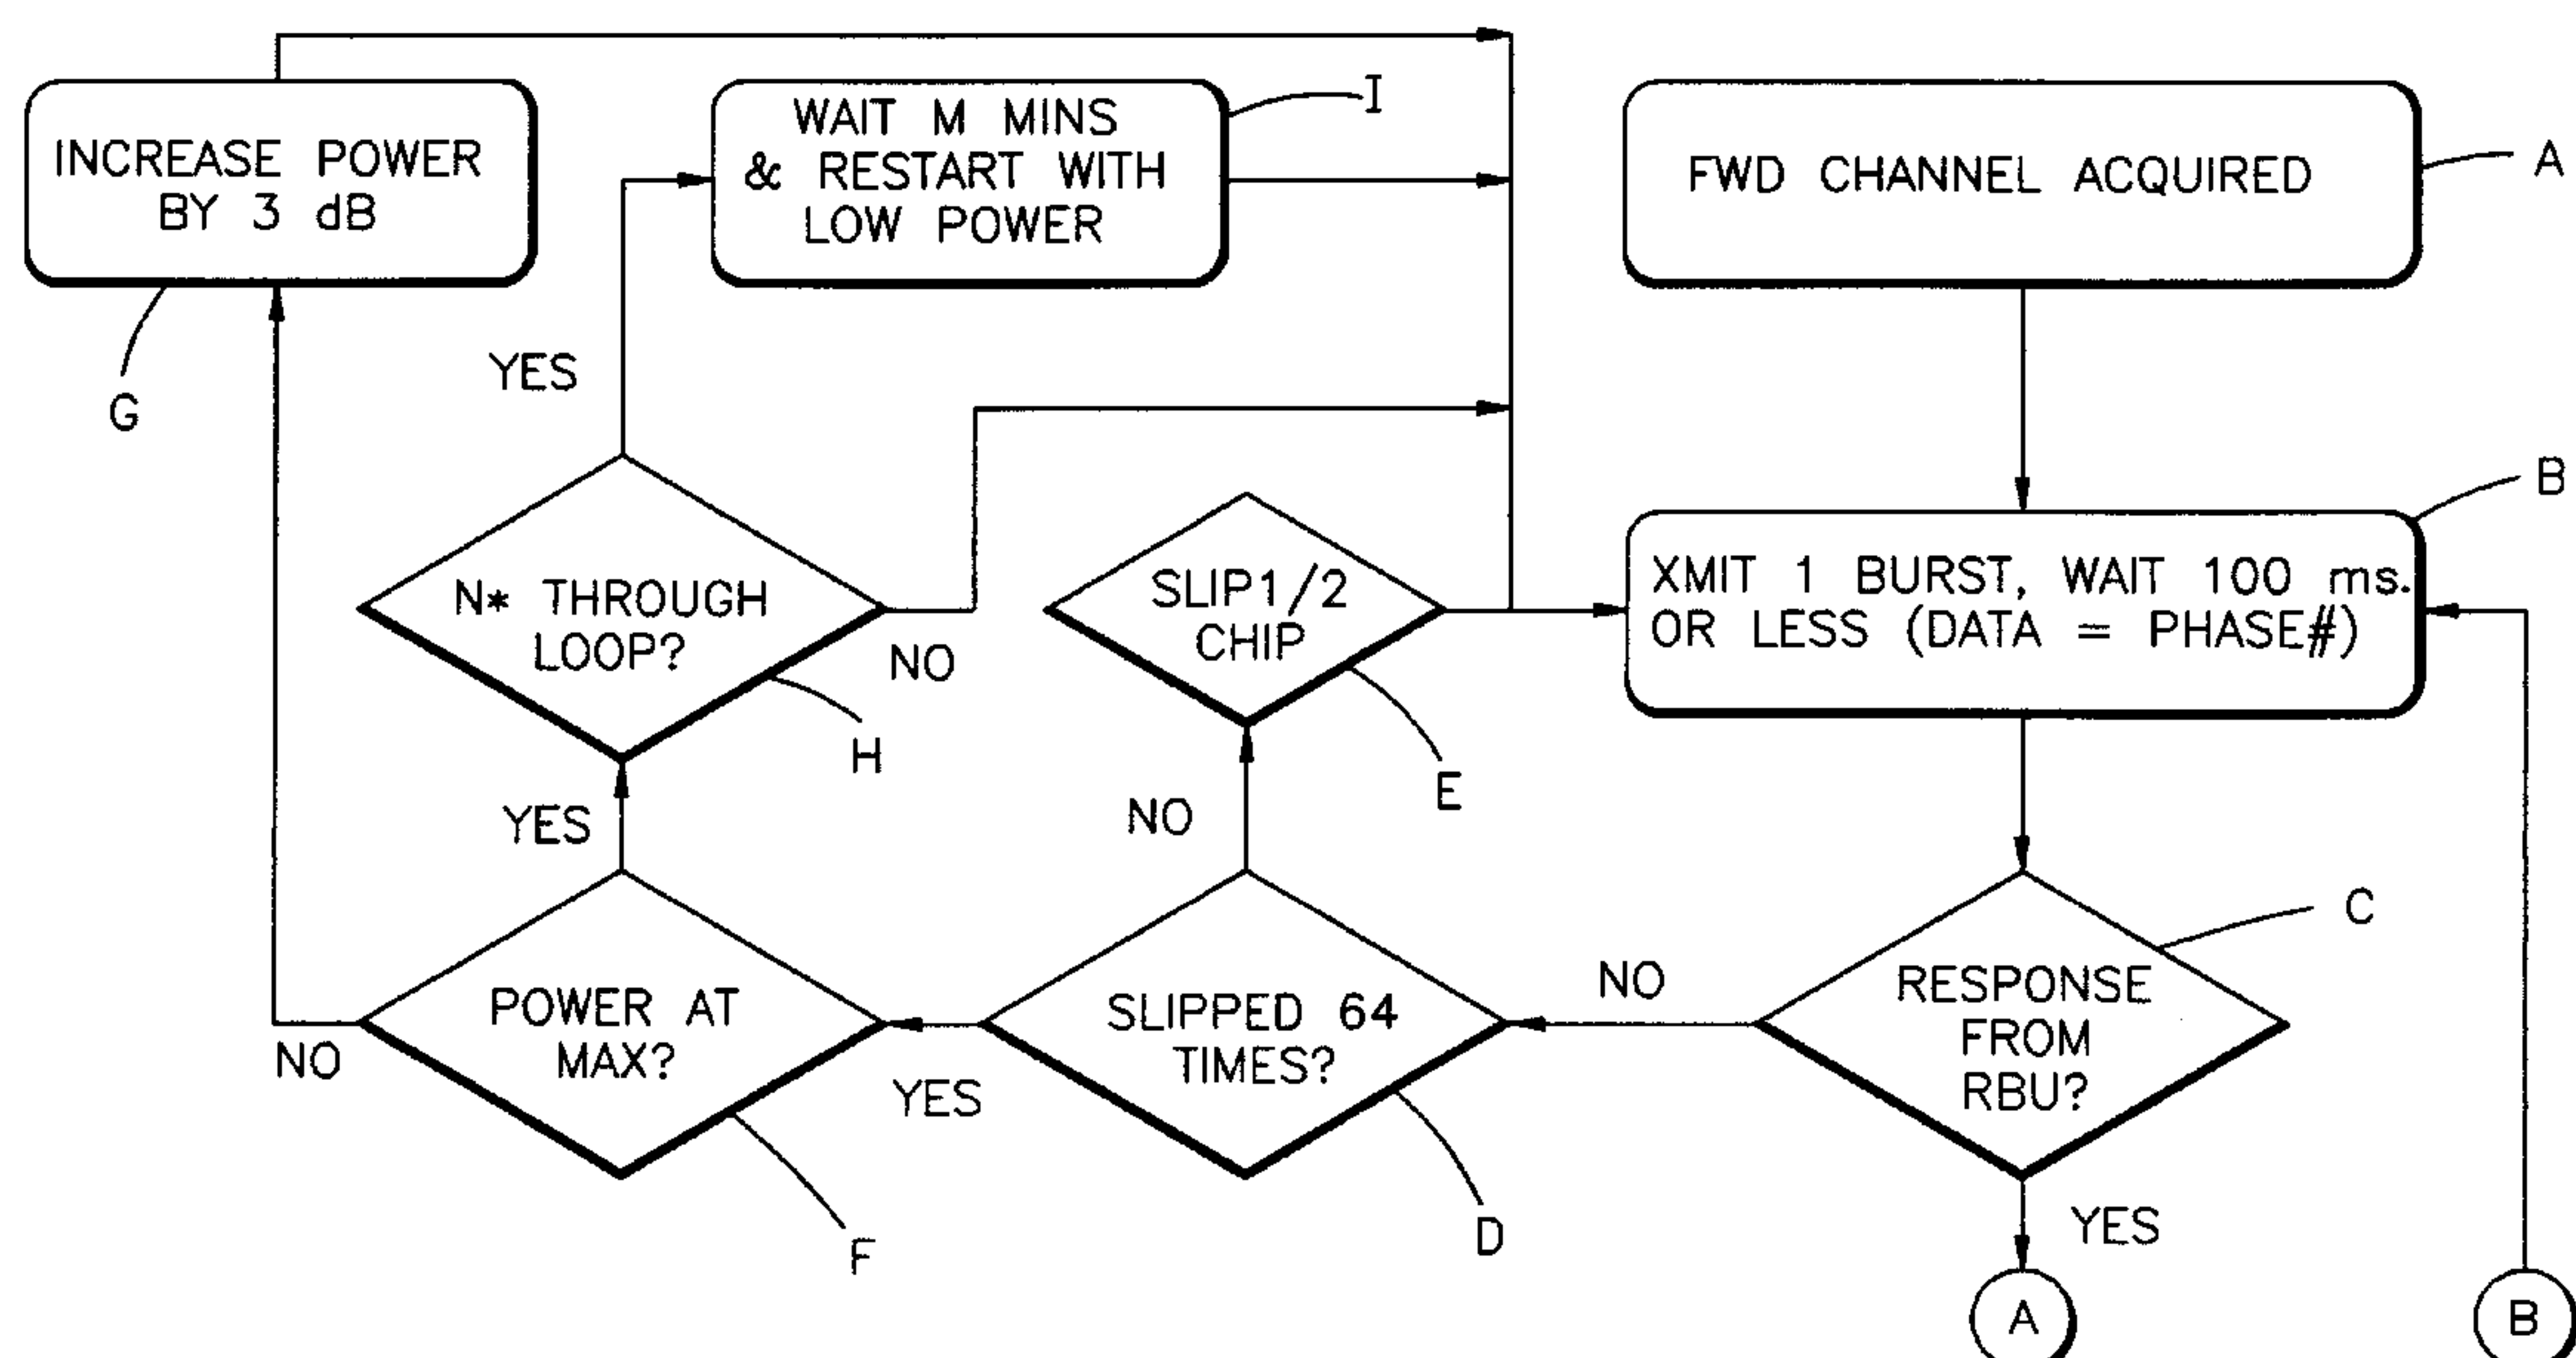 INCREASE POWER
BY 3 dB
G
WAIT M MINS
& RESTART WITH
LOW POWER
I
FWD CHANNEL ACQUIRED
A
YES
N* THROUGH
LOOP?
NO
H
SLIP1/2
CHIP
E
XMIT 1 BURST, WAIT 100 ms.
OR LESS (DATA = PHASE#)
B
YES
NO
POWER AT
MAX?
NO
F
YES
SLIPPED 64
TIMES?
D
NO
RESPONSE
FROM
RBU?
C
YES
A
B